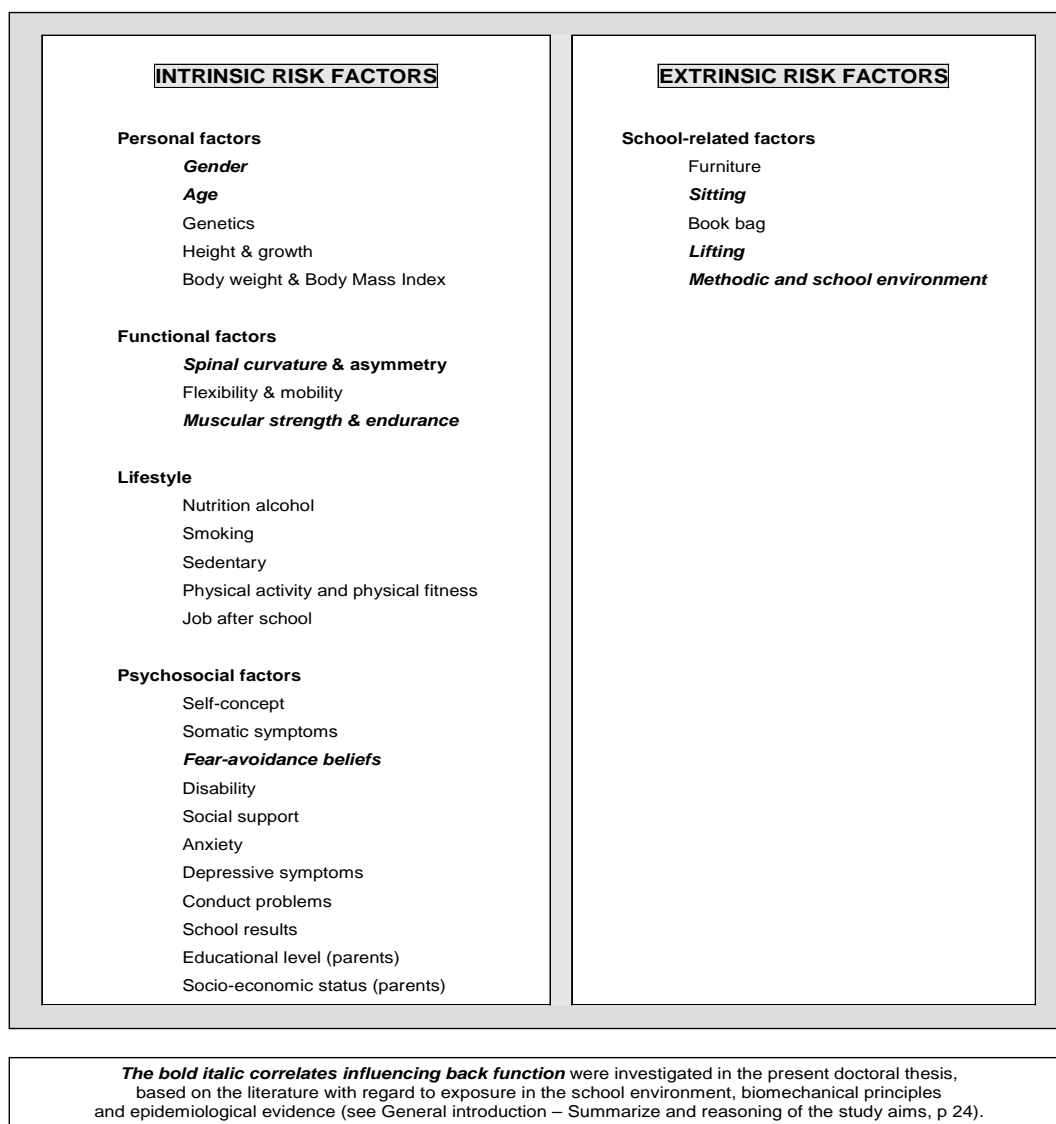 INTRINSIC RISK FACTORS
Personal factors
Gender
Age
Genetics
Height & growth
Body weight & Body Mass Index
Functional factors
Spinal curvature & asymmetry
Flexibility & mobility
Muscular strength & endurance
Lifestyle
Nutrition alcohol
Smoking
Sedentary
Physical activity and physical fitness
Job after school
Psychosocial factors
Self-concept
Somatic symptoms
Fear-avoidance beliefs
Disability
Social support
Anxiety
Depressive symptoms
Conduct problems
School results
Educational level (parents)
Socio-economic status (parents)
EXTRINSIC RISK FACTORS
School-related factors
Furniture
Sitting
Book bag
Lifting
Methodic and school environment
The bold italic correlates influencing back function were investigated in the present doctoral thesis,
based on the literature with regard to exposure in the school environment, biomechanical principles
and epidemiological evidence (see General introduction – Summarize and reasoning of the study aims, p 24).